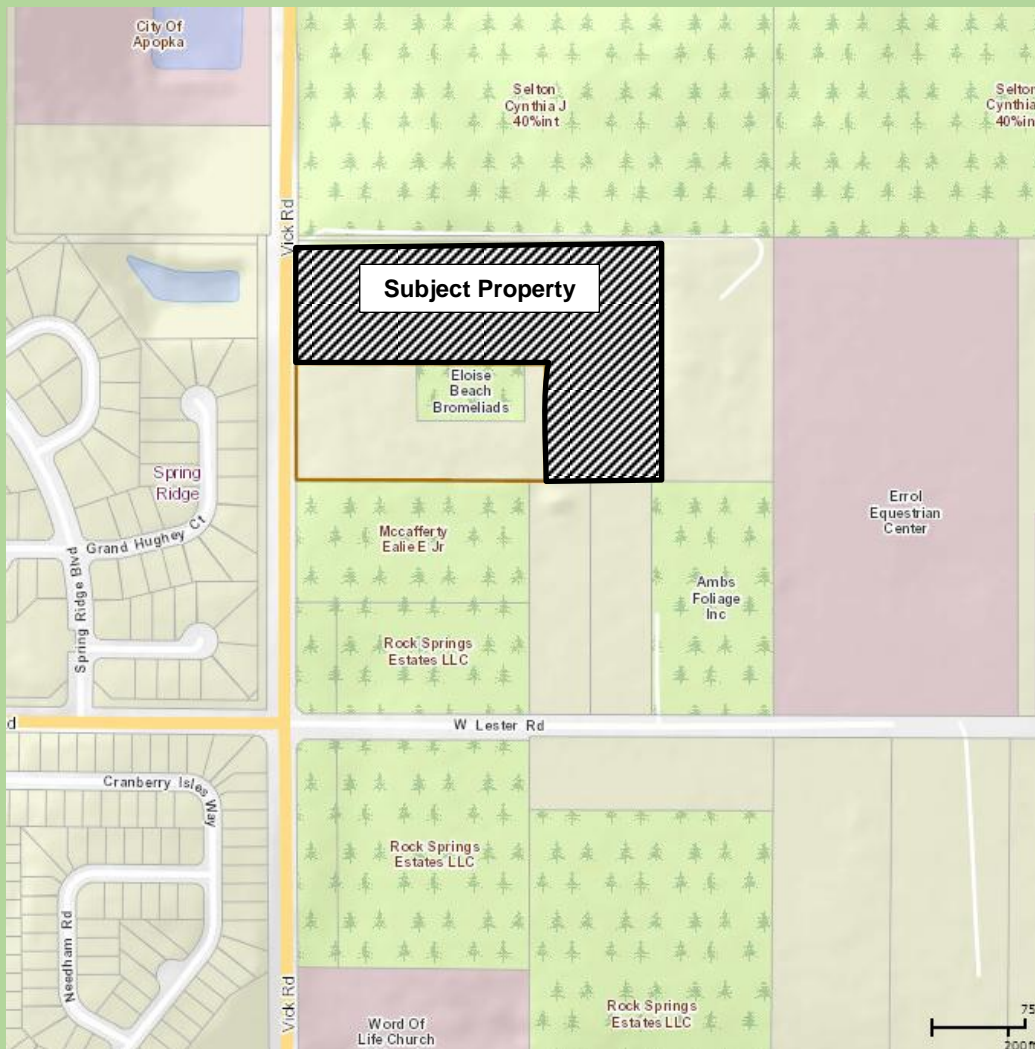 City Of
Apopka
Selton
Cynthia J
40%int
Selton
Cynthia
40%in
Vick Rd
Subject Property
Eloise
Beach
Bromeliads
Spring
Ridge
Grand Hughey Ct
Spring Ridge Blvd
Mccafferty
Ealie E Jr
Errol
Equestrian
Center
Ambs
Foliage
Inc
Rock Springs
Estates LLC
d
W Lester Rd
Cranberry Isles Way
Rock Springs
Estates LLC
Needham Rd
Vick Rd
Word Of
Life Church
Rock Springs
Estates LLC
75
200ft